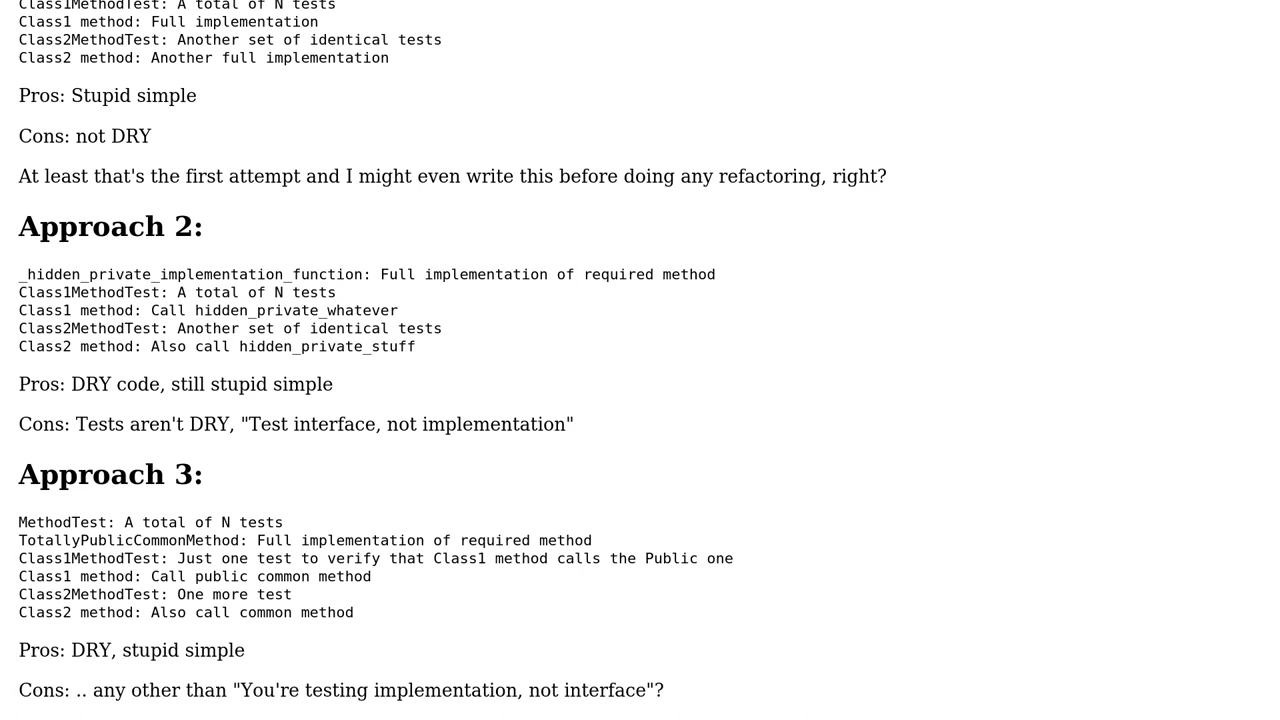 Class1MethodTest: A total of N tests
Class1 method: Full implementation
Class2MethodTest: Another set of identical tests
Class2 method: Another full implementation
Pros: Stupid simple
Cons: not DRY
At least that's the first attempt and I might even write this before doing any refactoring, right?
Approach 2:
_hidden_private_implementation_function: Full implementation of required method
Class1MethodTest: A total of N tests
Class1 method: Call hidden_private_whatever
Class2MethodTest: Another set of identical tests
Class2 method: Also call hidden_private_stuff
Pros: DRY code, still stupid simple
Cons: Tests aren't DRY, "Test interface, not implementation"
Approach 3:
MethodTest: A total of N tests
TotallyPublicCommonMethod: Full implementation of required method
Class1MethodTest: Just one test to verify that Class1 method calls the Public one
Class1 method: Call public common method
Class2MethodTest: One more test
Class2 method: Also call common method
Pros: DRY, stupid simple
Cons: .. any other than "You're testing implementation, not interface"?